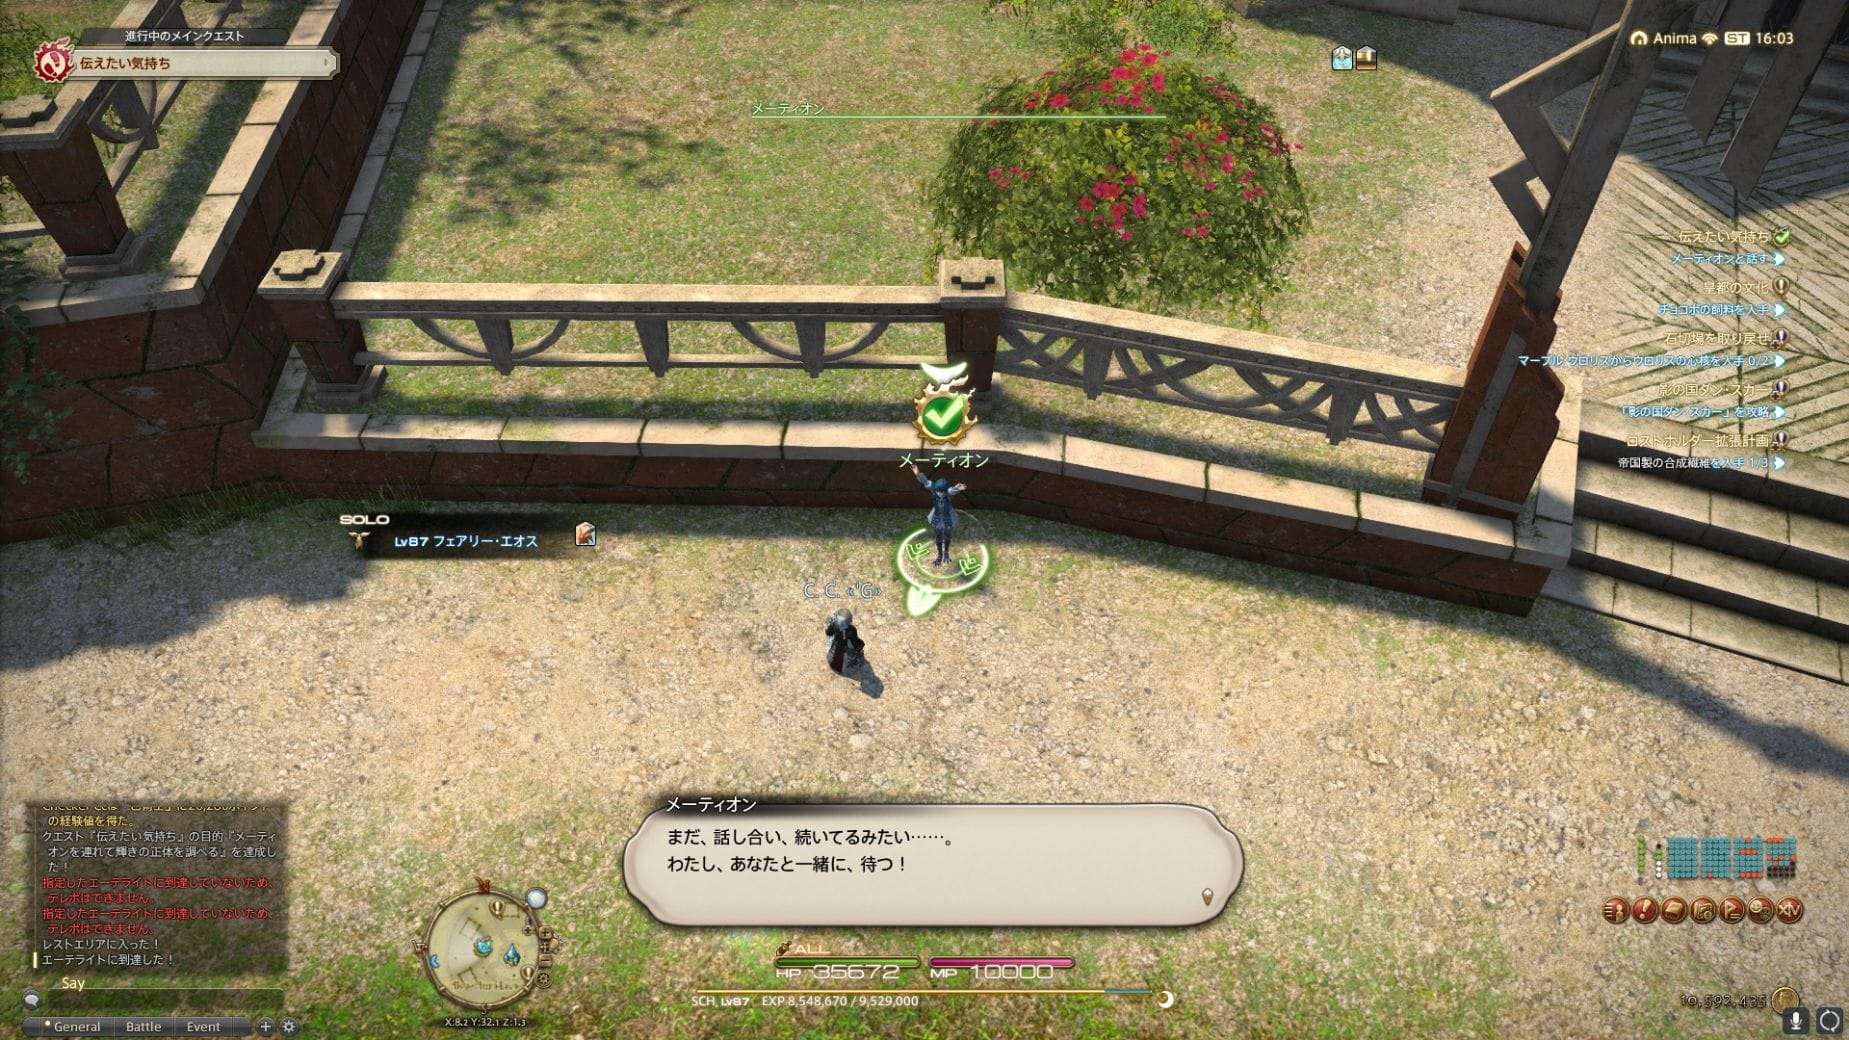 進行中のメインクエスト
伝えたい気持ち
Anima ST 16:03
メーティオン
伝えたい気持ち
メーティオンと話す
皇都の文化
チョコボの飼料を入手
石切場を取り戻せ
マーブル・ウロリスからウロリスの心核を入手 0/2
影の国ダン・スカー
「影の国ダン・スカー」を攻略
ロストホルダー拡張計画
帝国製の合成繊維を入手 1/3
メーティオン
SOLO
Lv87 フェアリー・エオス
C. C. «'G»
メーティオン
まだ、話し合い、続いてるみたい……。
わたし、あなたと一緒に、待つ！
の経験値を得た。
クエスト『伝えたい気持ち』の目的『メーティ
オンを連れて輝きの正体を調べる』を達成し
た！
指定したエーテライトに到達していないため、
テレポはできません。
指定したエーテライトに到達していないため、
テレポはできません。
レストエリアに入った！
エーテライトに到達した！
Say
General Battle Event
X:8.2 Y:32.1 Z:1.3
ALL
HP 35672 MP 10000
SCH Lv87 EXP 8,548,670 / 9,529,000
10,592,435
XIV